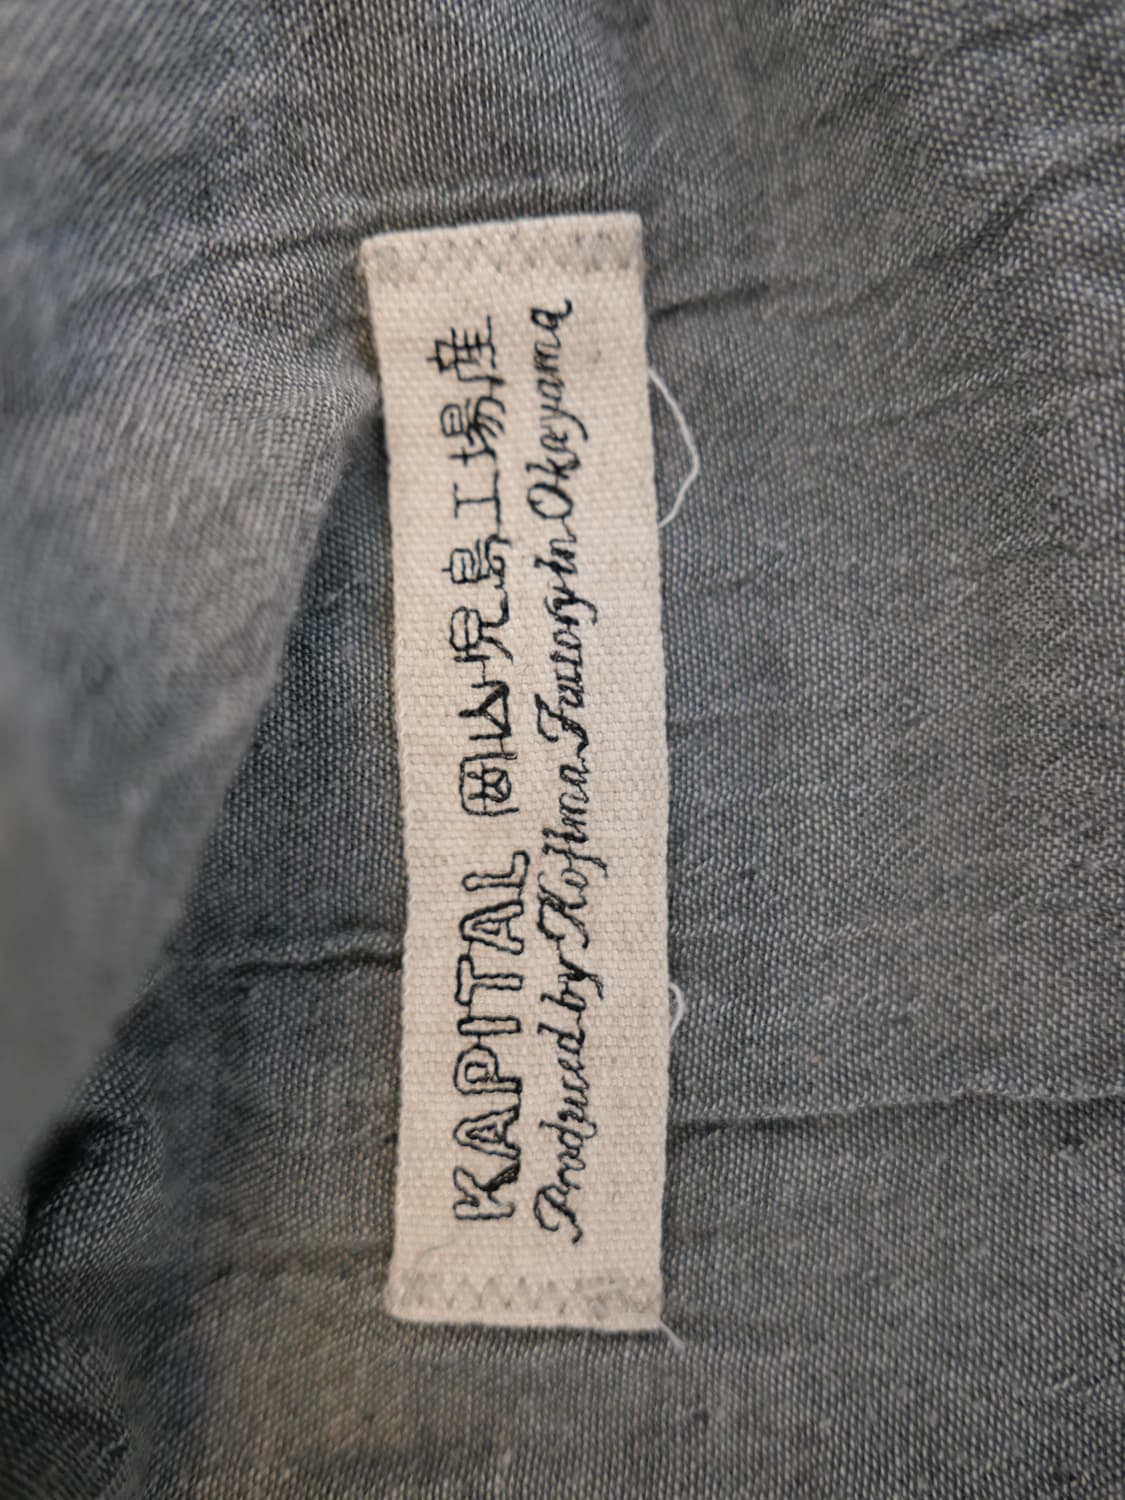 KAPITAL 岡山児島工場産
Produced by Kojima Factory in Okayama